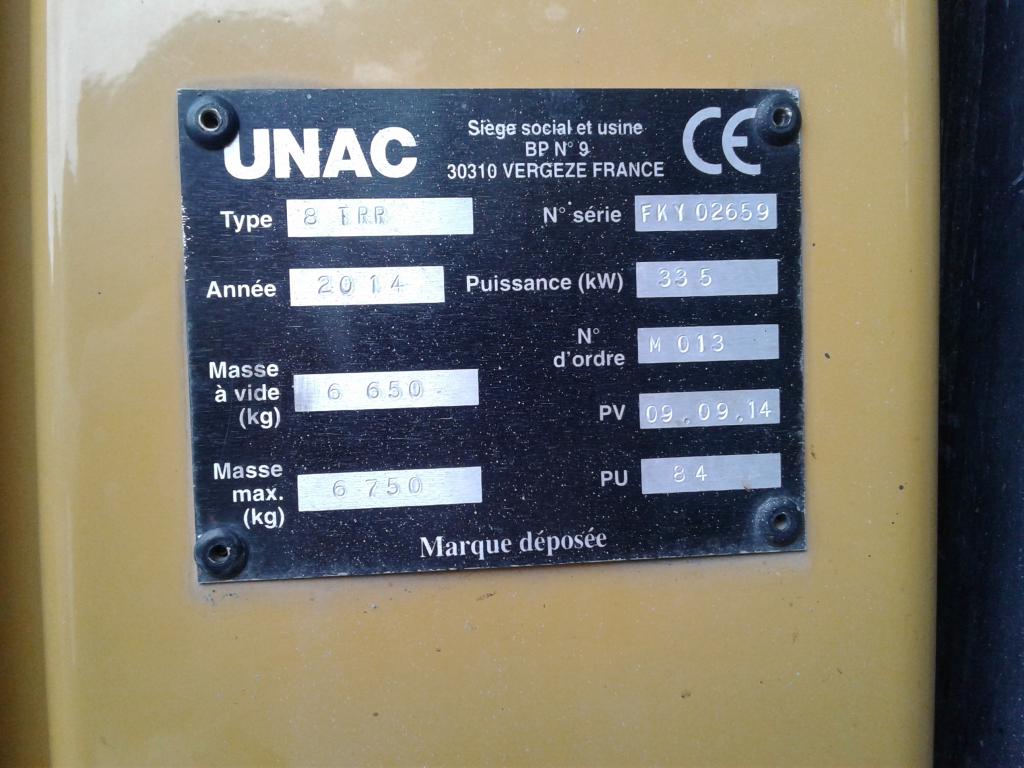 UNAC
Siège social et usine
BP N° 9
30310 VERGEZE FRANCE
CE
Type 8 TRR
N° série FKY 02659
Année 2014
Puissance (kW) 335
N°
d'ordre M 013
Masse
à vide
(kg) 6 650
PV 09.09.14
Masse
max.
(kg) 6 750
PU 84
Marque déposée